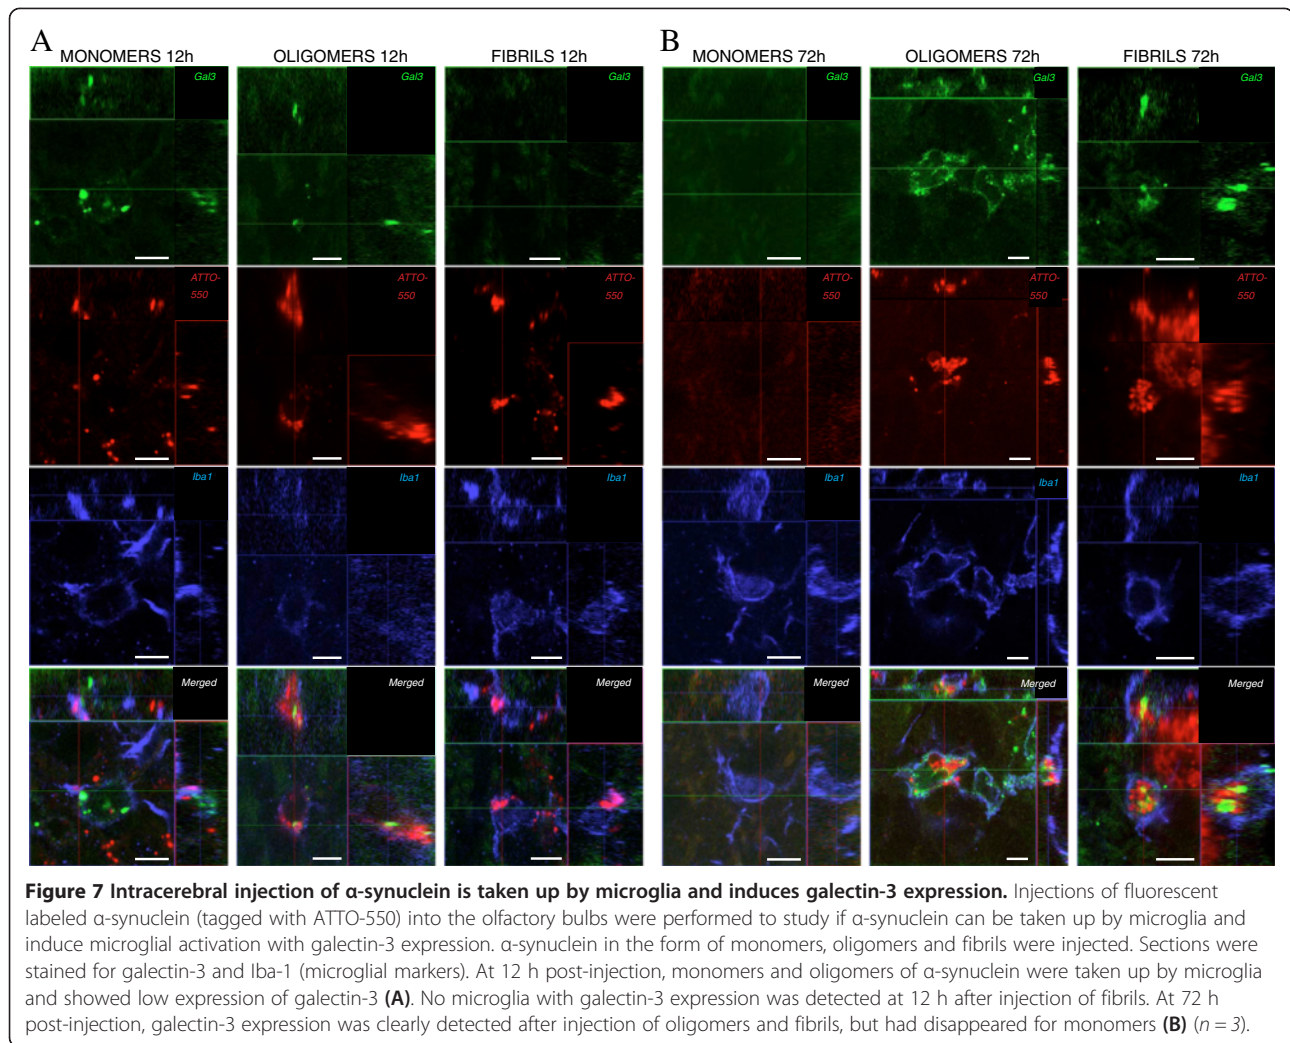 A
B
MONOMERS 12h
OLIGOMERS 12h
FIBRILS 12h
MONOMERS 72h
OLIGOMERS 72h
FIBRILS 72h
Gal3
Gal3
Gal3
Gal3
Gal3
Gal3
ATTO-
550
ATTO-
550
ATTO-
550
ATTO-
550
ATTO-
550
ATTO-
550
Iba1
Iba1
Iba1
Iba1
Iba1
Iba1
Merged
Merged
Merged
Merged
Merged
Merged
Figure 7 Intracerebral injection of α-synuclein is taken up by microglia and induces galectin-3 expression. Injections of fluorescent
labeled α-synuclein (tagged with ATTO-550) into the olfactory bulbs were performed to study if α-synuclein can be taken up by microglia and
induce microglial activation with galectin-3 expression. α-synuclein in the form of monomers, oligomers and fibrils were injected. Sections were
stained for galectin-3 and Iba-1 (microglial markers). At 12 h post-injection, monomers and oligomers of α-synuclein were taken up by microglia
and showed low expression of galectin-3 (A). No microglia with galectin-3 expression was detected at 12 h after injection of fibrils. At 72 h
post-injection, galectin-3 expression was clearly detected after injection of oligomers and fibrils, but had disappeared for monomers (B) (n = 3).